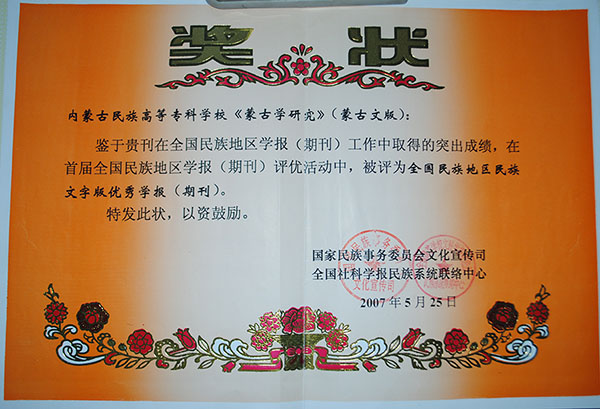 奖 状
内蒙古民族高等专科学校《蒙古学研究》（蒙古文版）：
鉴于贵刊在全国民族地区学报（期刊）工作中取得的突出成绩，在
首届全国民族地区学报（期刊）评优活动中，被评为全国民族地区民族
文字版优秀学报（期刊）。
特发此状，以资鼓励。
国家民族事务委员会文化宣传司
全国社科学报民族系统联络中心
2007年5月25日
文化宣传司